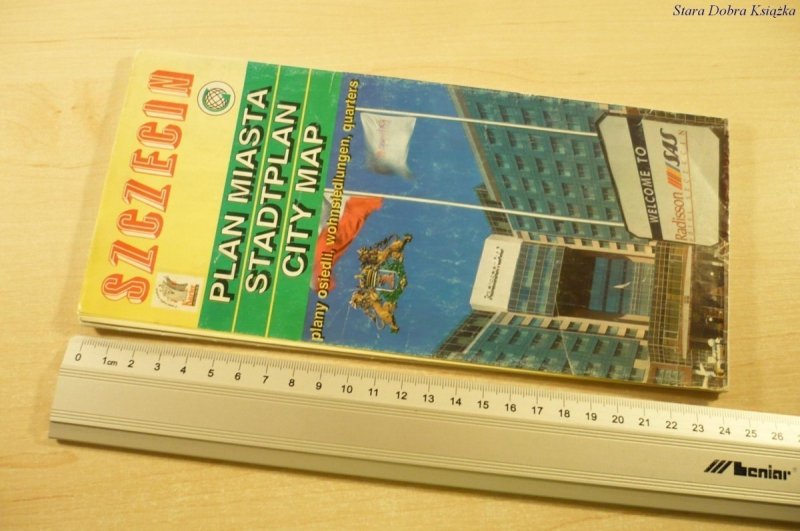 Stara Dobra Książka
SZCZECIN
PLAN MIASTA
STADTPLAN
CITY MAP
plany osiedli, wohnsiedlungen, quarters
WELCOME TO
Radisson SAS
0 1cm 2 3 4 5 6 7 8 9 10 11 12 13 14 15 16 17 18 19 20 21 22 23 24 25 26
Leniar